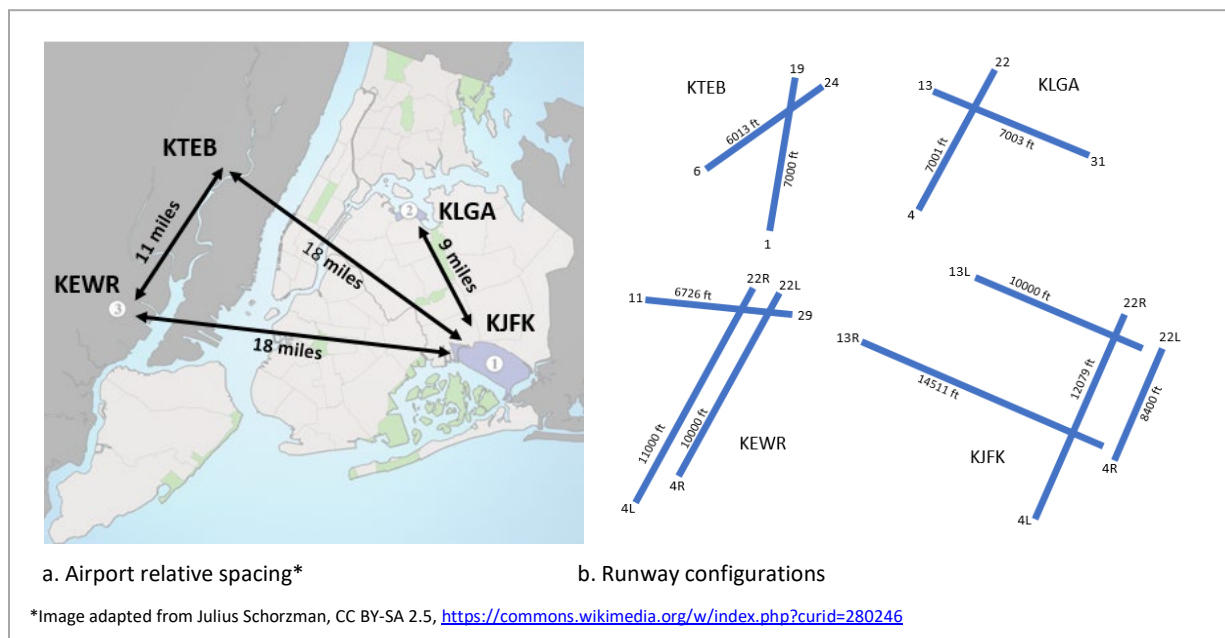 KTEB
KLGA
KEWR
KJFK
11 miles
18 miles
9 miles
18 miles
1
2
3
KTEB
19
24
6013 ft
7000 ft
6
1
KLGA
22
13
7003 ft
7001 ft
31
4
22R
22L
11
6726 ft
29
11000 ft
10000 ft
KEWR
4R
4L
13L
10000 ft
22R
22L
13R
14511 ft
12079 ft
8400 ft
KJFK
4R
4L
a. Airport relative spacing*
b. Runway configurations
*Image adapted from Julius Schorzman, CC BY-SA 2.5, https://commons.wikimedia.org/w/index.php?curid=280246